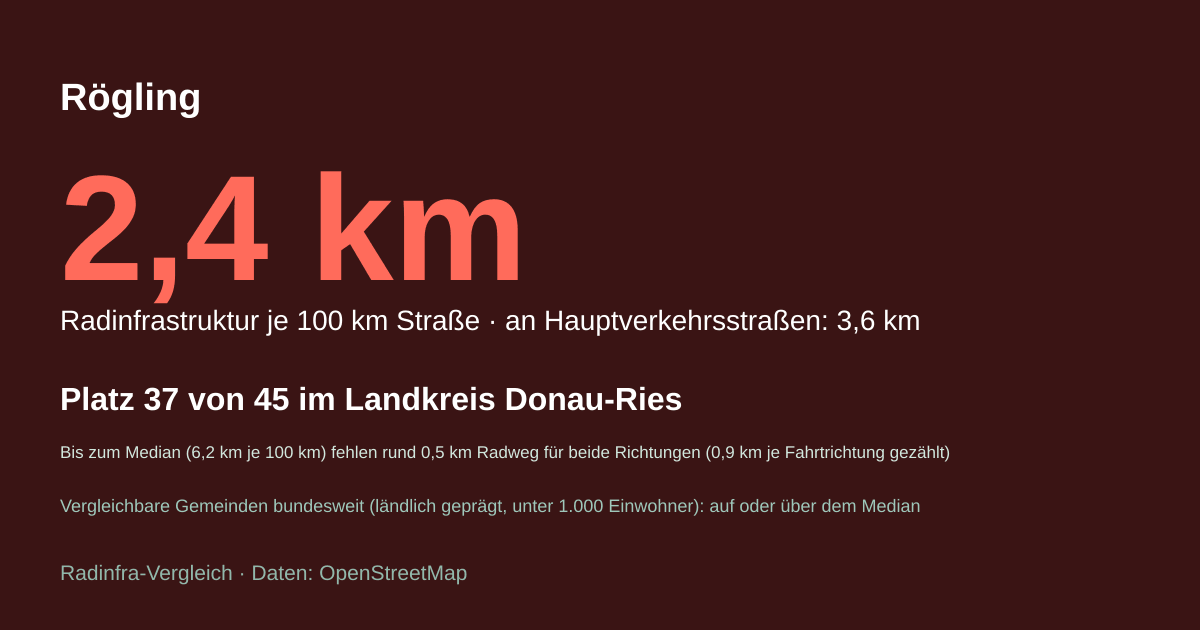 Rögling
2,4 km
Radinfrastruktur je 100 km Straße · an Hauptverkehrsstraßen: 3,6 km
Platz 37 von 45 im Landkreis Donau-Ries
Bis zum Median (6,2 km je 100 km) fehlen rund 0,5 km Radweg für beide Richtungen (0,9 km je Fahrtrichtung gezählt)
Vergleichbare Gemeinden bundesweit (ländlich geprägt, unter 1.000 Einwohner): auf oder über dem Median
Radinfra-Vergleich · Daten: OpenStreetMap